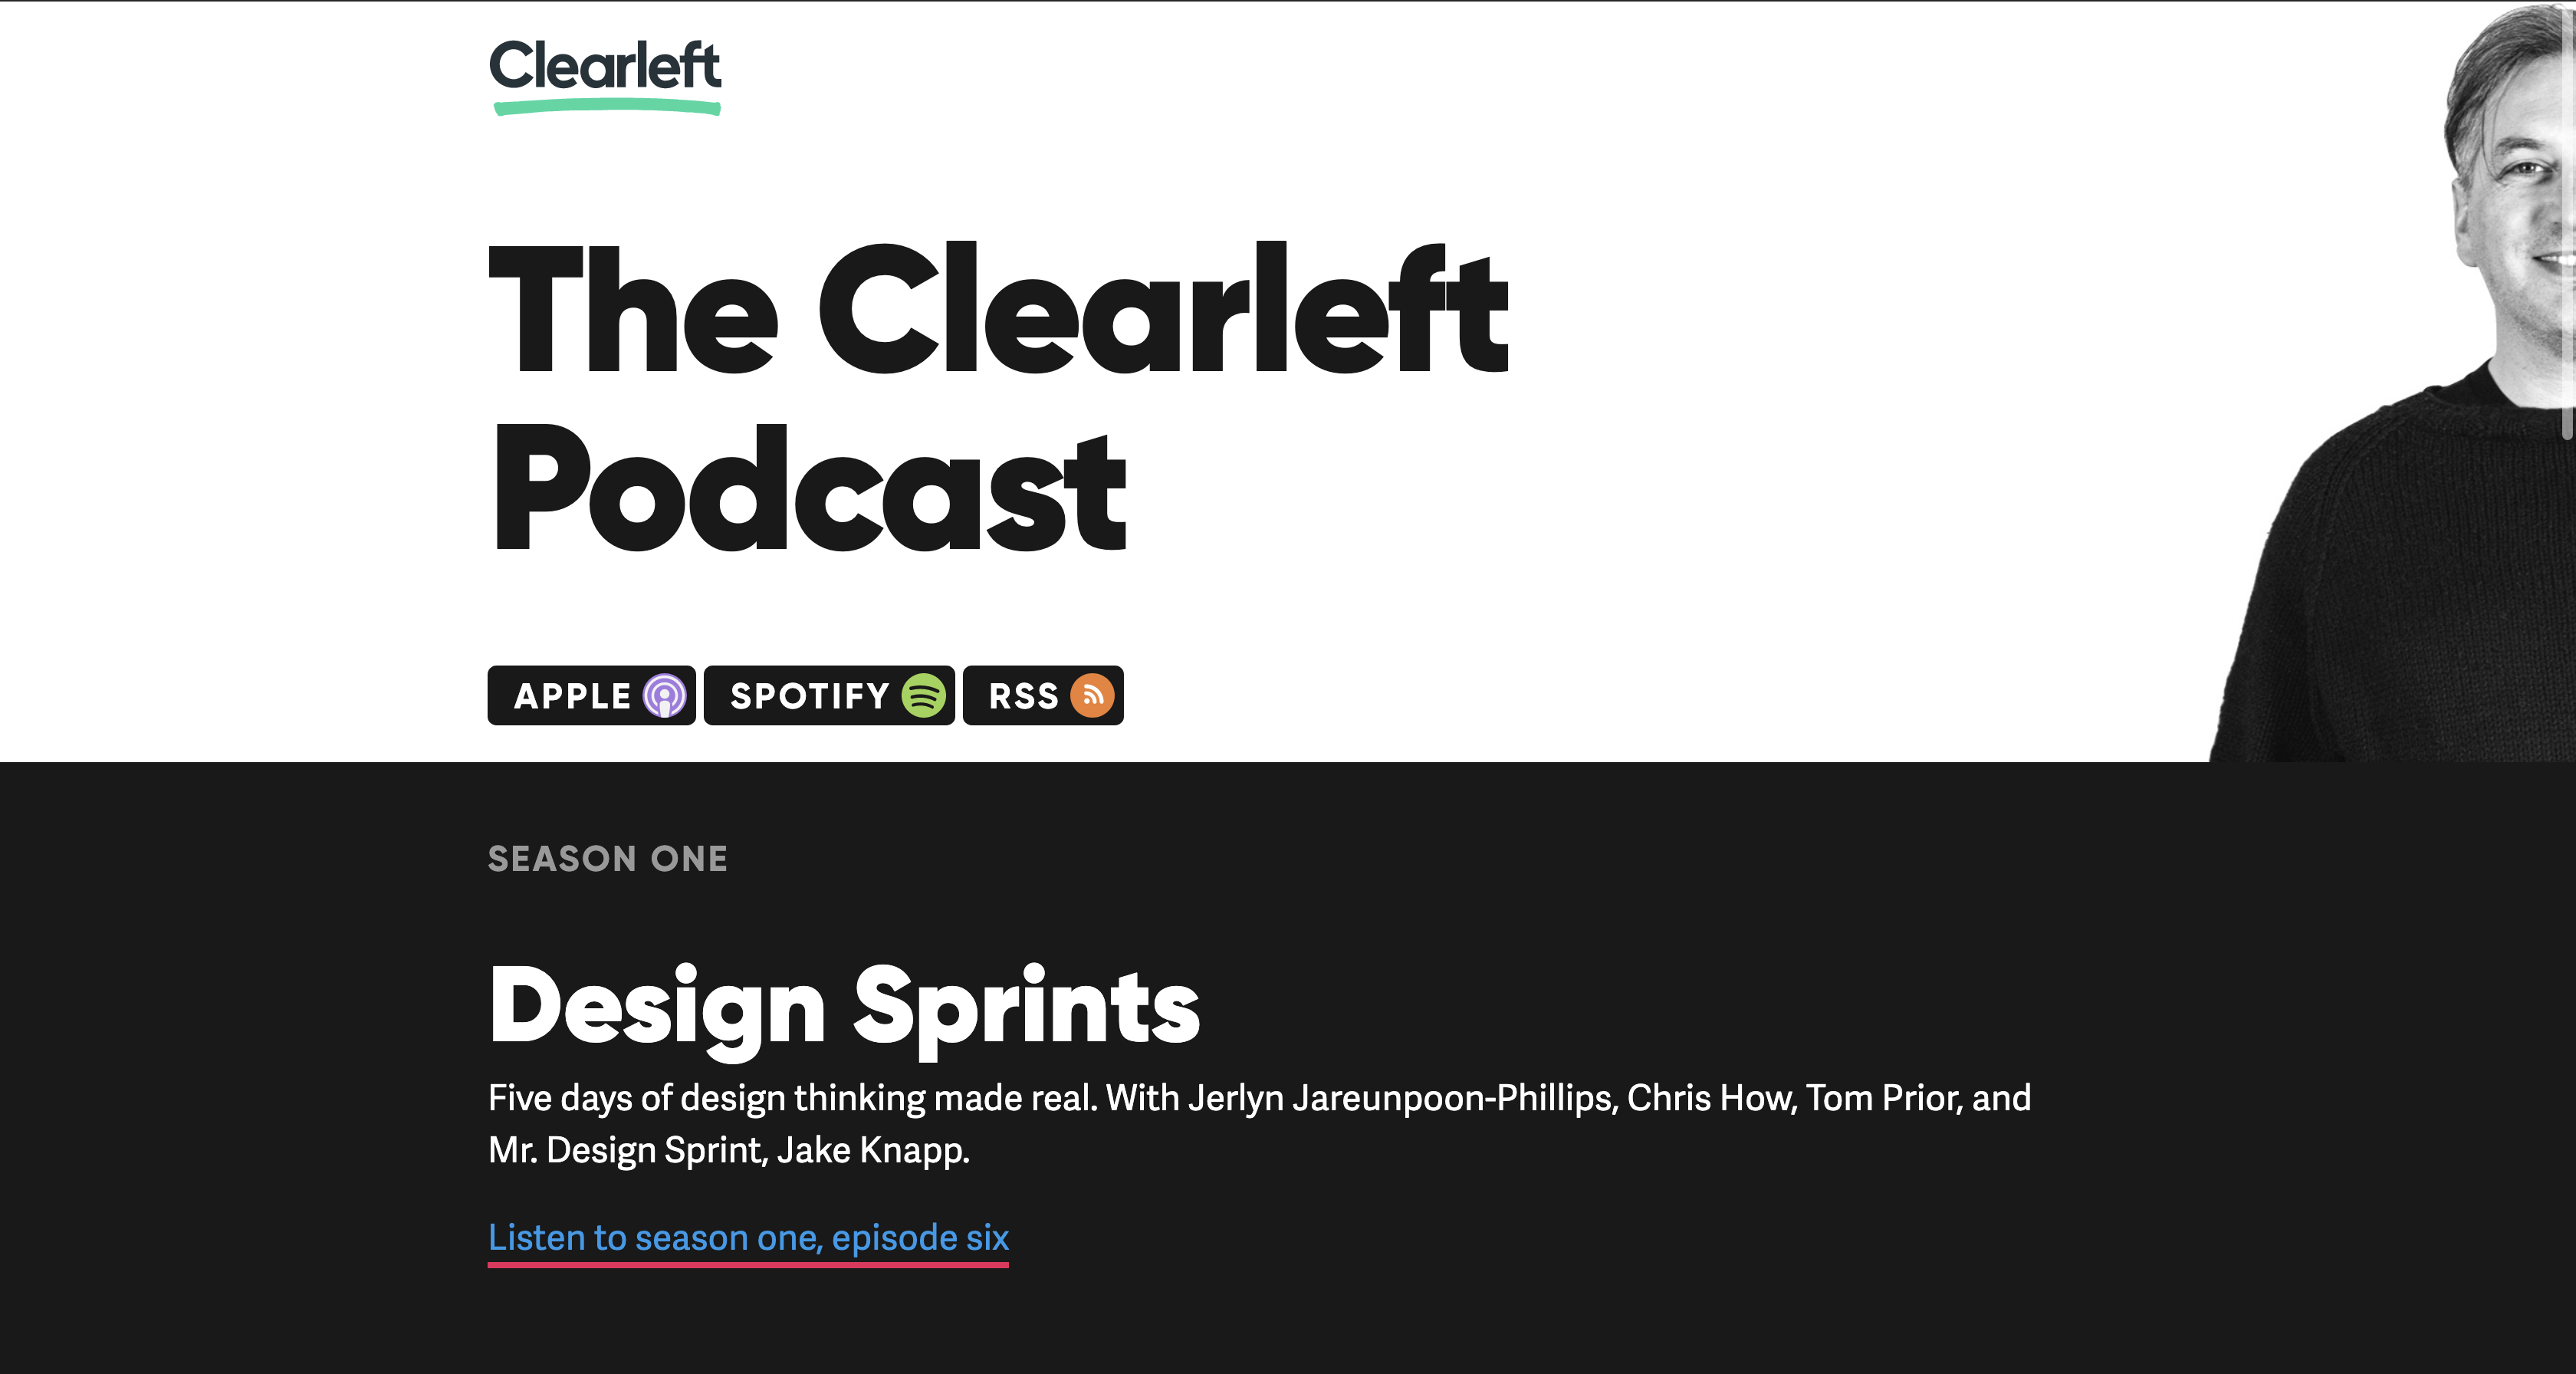 Clearleft
The Clearleft
Podcast
APPLE
SPOTIFY
RSS
SEASON ONE
Design Sprints
Five days of design thinking made real. With Jerlyn Jareunpoon-Phillips, Chris How, Tom Prior, and
Mr. Design Sprint, Jake Knapp.
Listen to season one, episode six